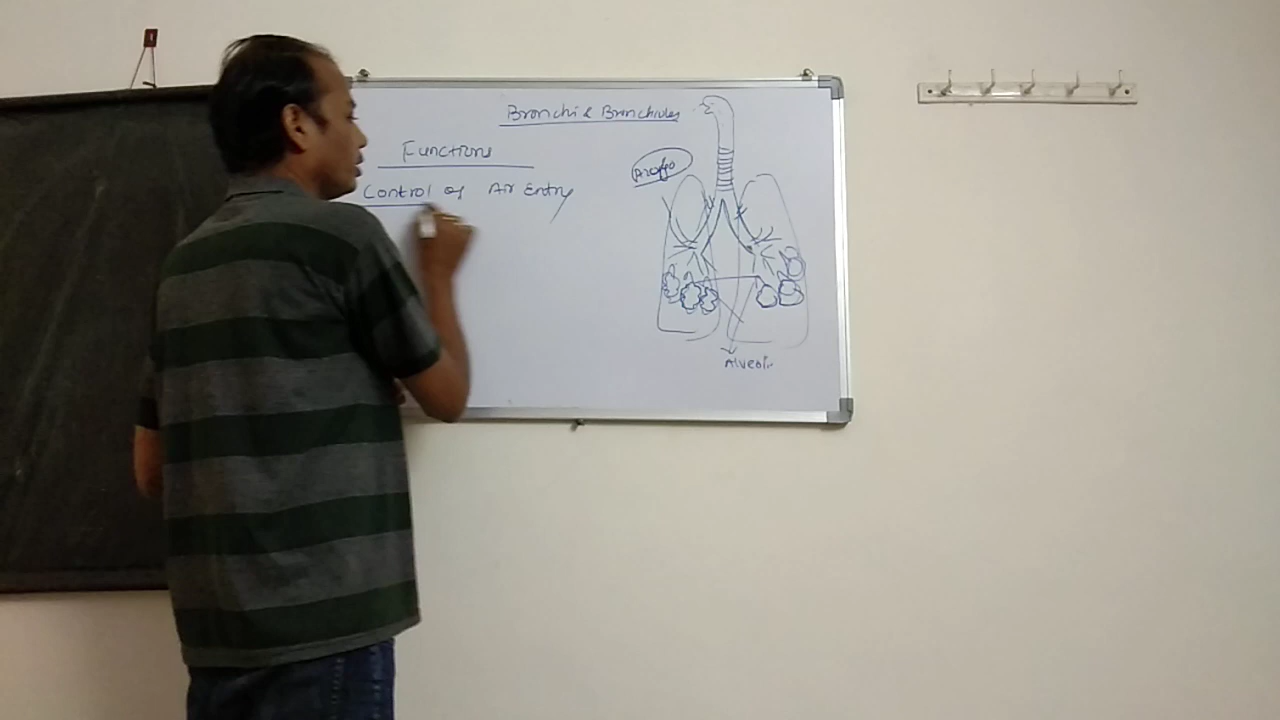 Bronchi & Bronchioles
Functions
Control of Air Entry
Alveoli